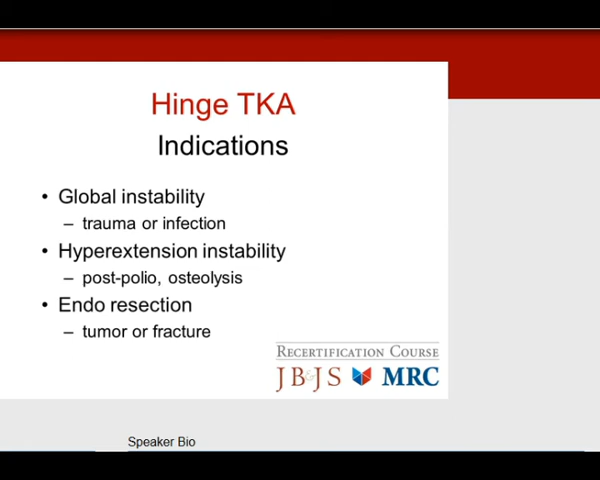 Hinge TKA
Indications
• Global instability
– trauma or infection
• Hyperextension instability
– post-polio, osteolysis
• Endo resection
– tumor or fracture
RECERTIFICATION COURSE
JB&JS MRC
Speaker Bio